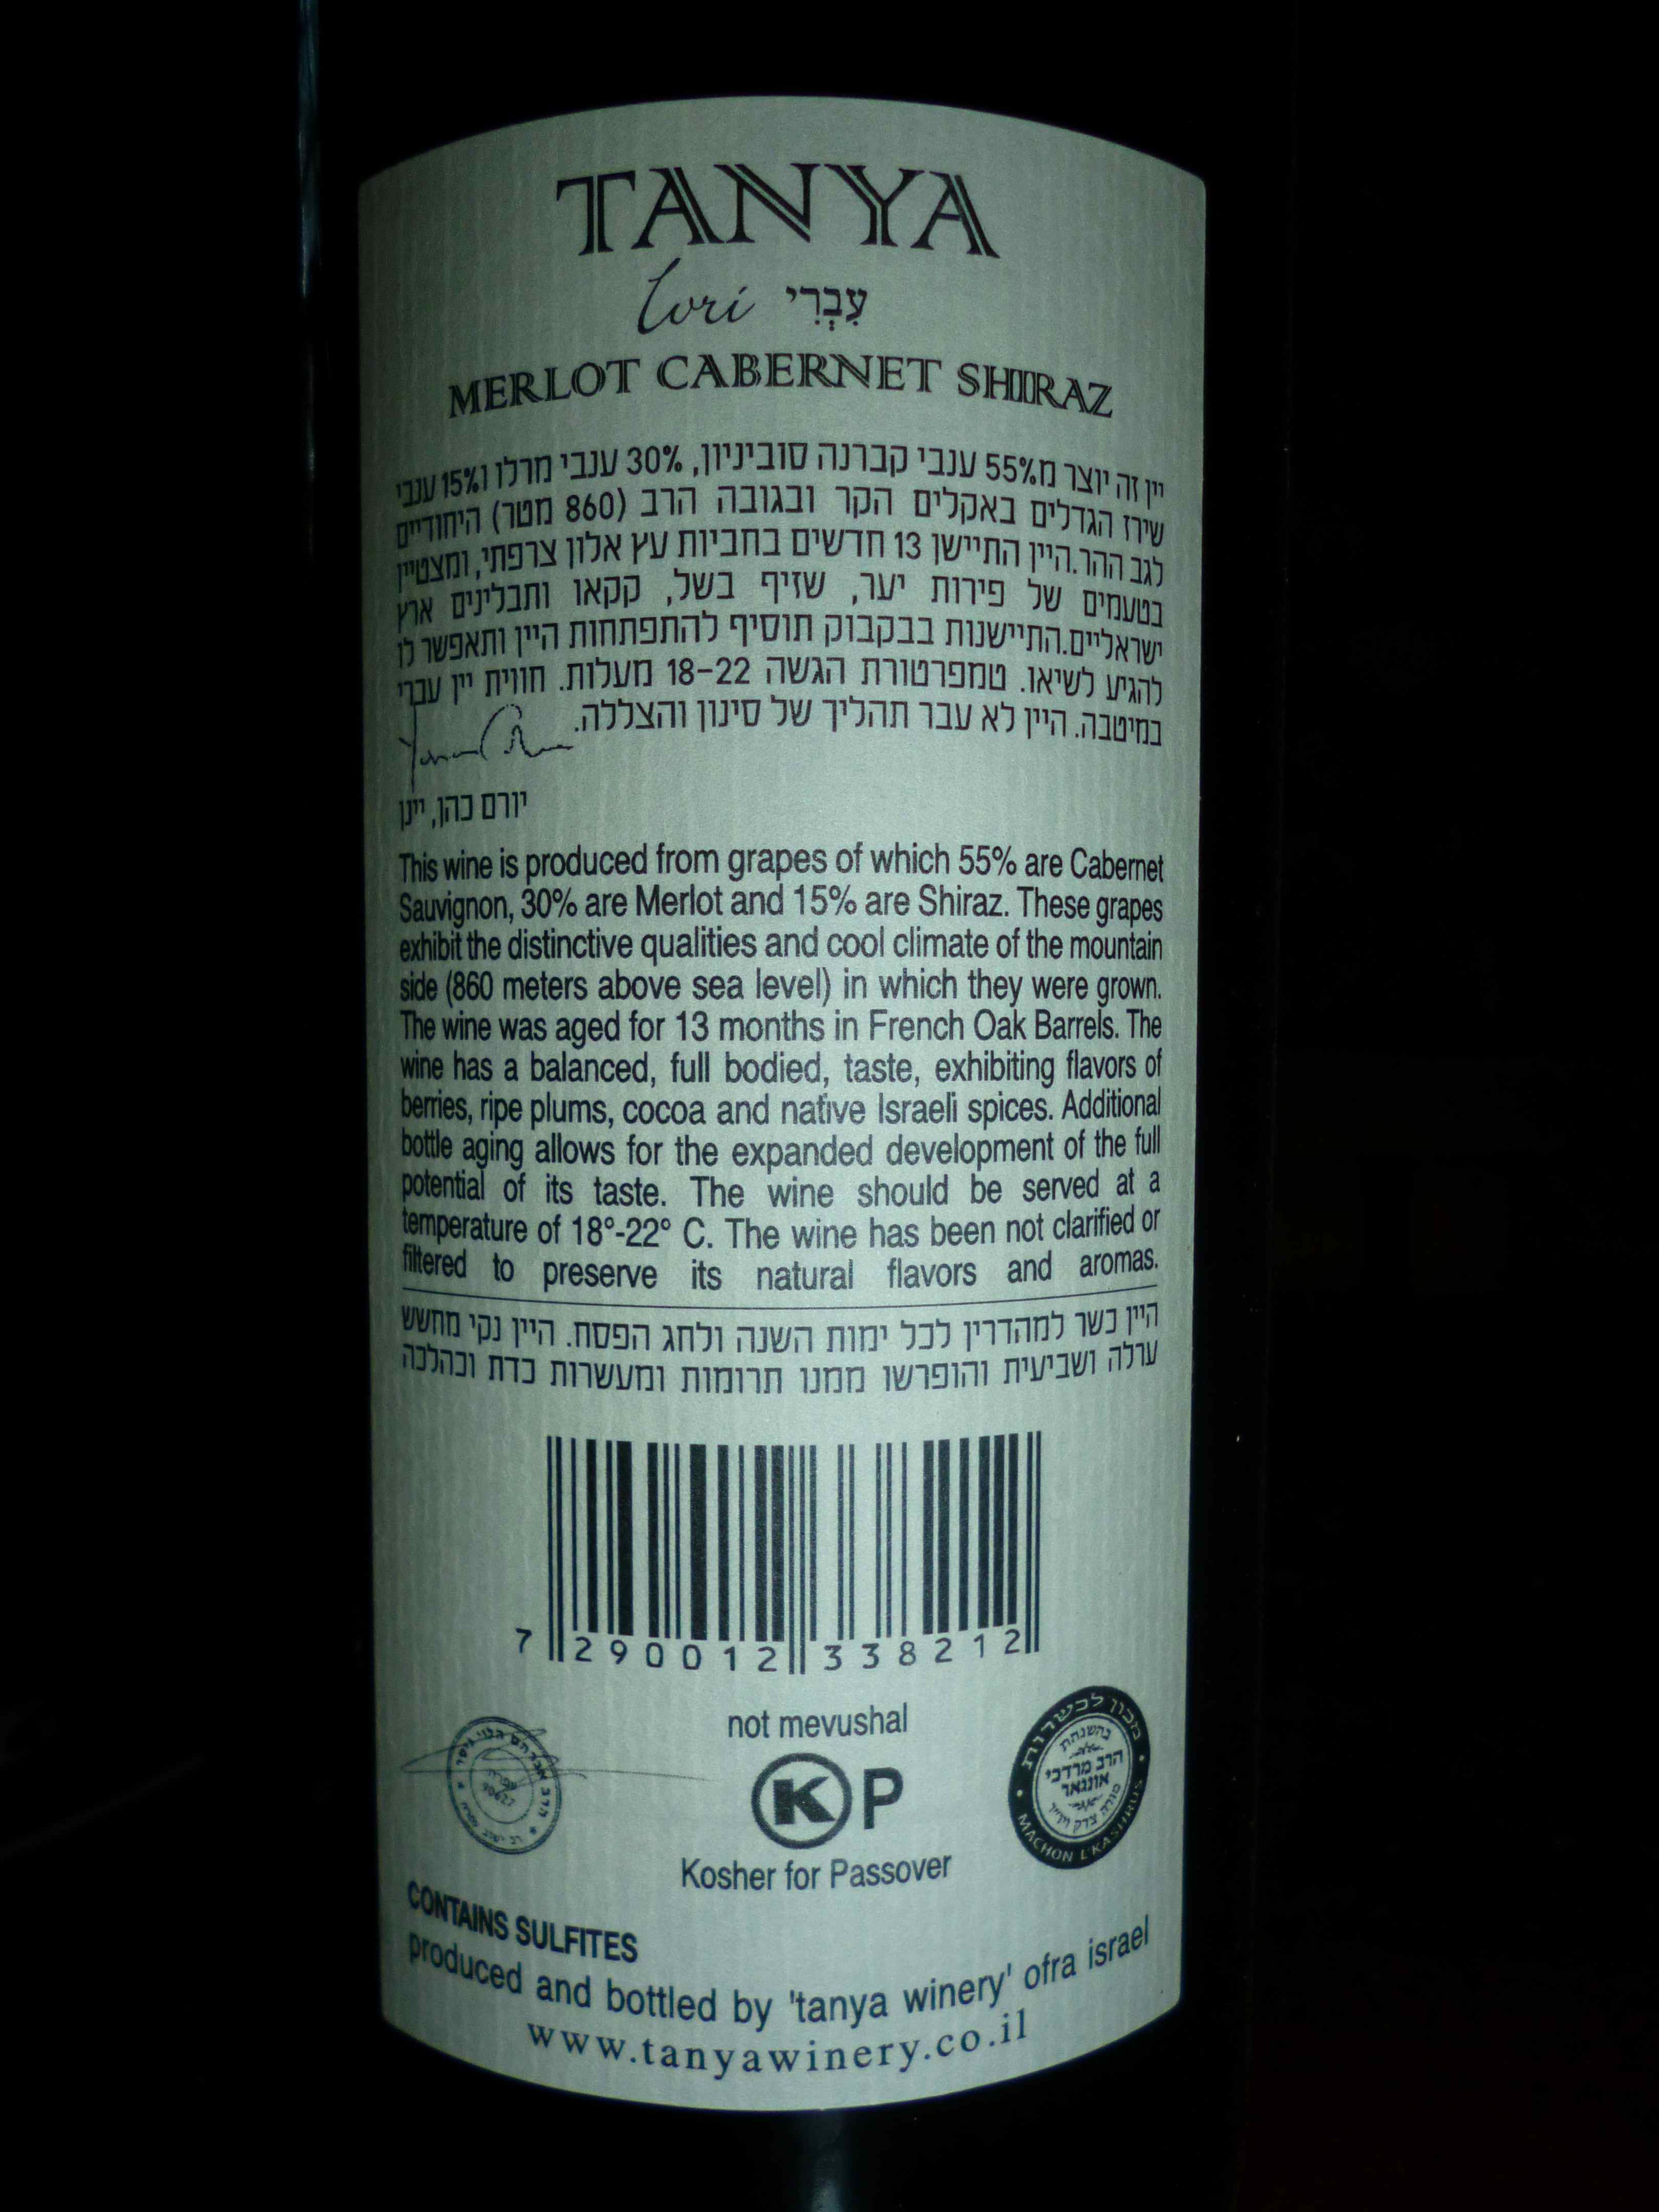 TANYA
Ivri עִבְרִי
MERLOT CABERNET SHIRAZ
יין זה יוצר מ55% ענבי קברנה סוביניון, 30% ענבי מרלו ו15% ענבי
שירז הגדלים באקלים הקר ובגובה הרב (860 מטר) היחודיים
לגב ההר.היין התיישן 13 חדשים בחביות עץ אלון צרפתי, ומצטיין
בטעמים של פירות יער, שזיף בשל, קקאו ותבלינים ארץ
ישראליים.התיישנות בבקבוק תוסיף להתפתחות היין ותאפשר לו
להגיע לשיאו. טמפרטורת הגשה 18-22 מעלות. חווית יין עברי
במיטבה. היין לא עבר תהליך של סינון והצללה.
יורם כהן, יינן
This wine is produced from grapes of which 55% are Cabernet
Sauvignon, 30% are Merlot and 15% are Shiraz. These grapes
exhibit the distinctive qualities and cool climate of the mountain
side (860 meters above sea level) in which they were grown.
The wine was aged for 13 months in French Oak Barrels. The
wine has a balanced, full bodied, taste, exhibiting flavors of
berries, ripe plums, cocoa and native Israeli spices. Additional
bottle aging allows for the expanded development of the full
potential of its taste. The wine should be served at a
temperature of 18°-22° C. The wine has been not clarified or
filtered to preserve its natural flavors and aromas.
היין כשר למהדרין לכל ימות השנה ולחג הפסח. היין נקי מחשש
ערלה ושביעית והופרשו ממנו תרומות ומעשרות כדת וכהלכה
7 290012 338212
not mevushal
K P
Kosher for Passover
מכון לכשרות
בהשגחת
הרב מרדכי
אונגאר
MACHON L'KASHRUS
CONTAINS SULFITES
produced and bottled by 'tanya winery' ofra israel
www.tanyawinery.co.il